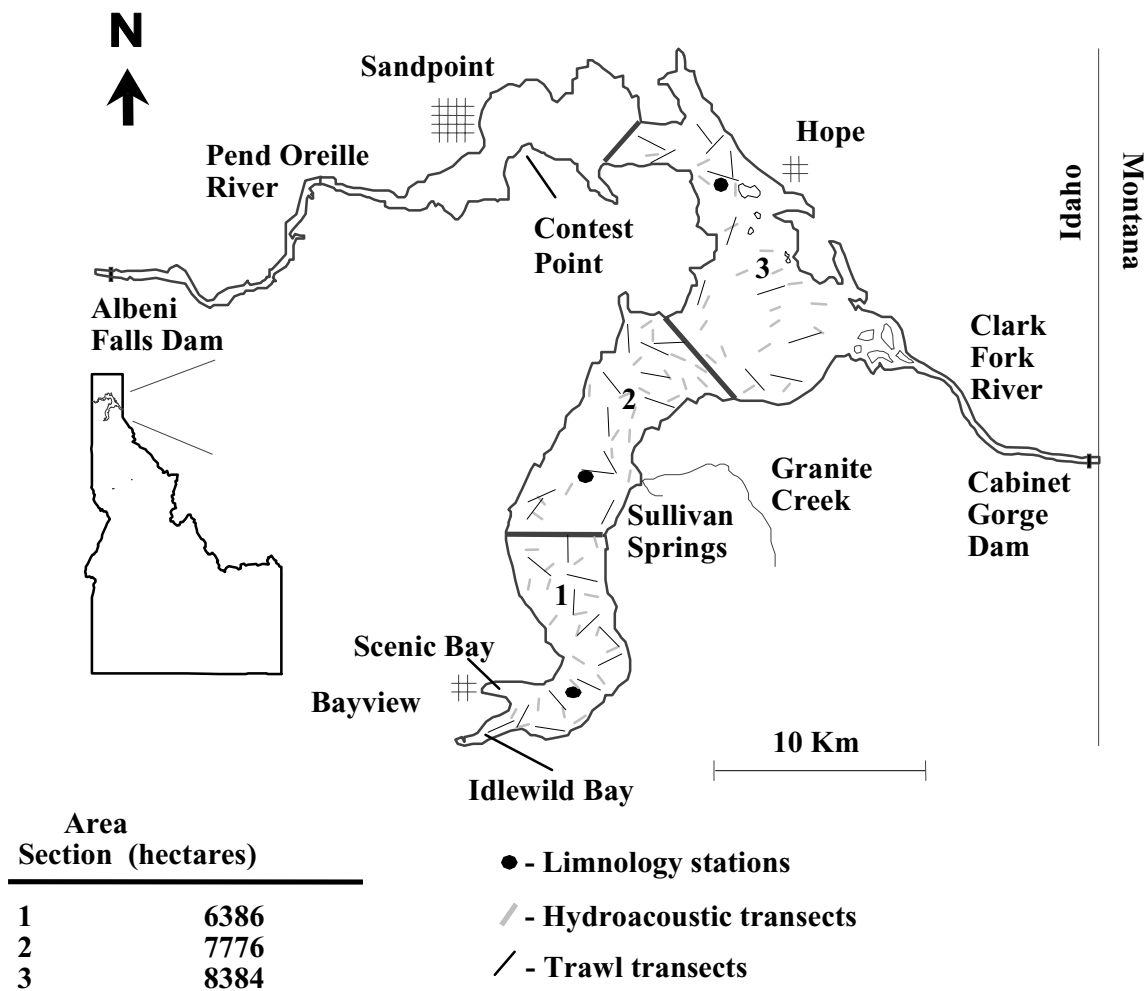 N
Sandpoint
Hope
Pend Oreille
River
Contest
Point
Idaho
Montana
3
Albeni
Falls Dam
Clark
Fork
River
2
Granite
Creek
Cabinet
Gorge
Dam
Sullivan
Springs
1
Scenic Bay
Bayview
10 Km
Idlewild Bay
Area
Section (hectares)
1 6386
2 7776
3 8384
- Limnology stations
- Hydroacoustic transects
- Trawl transects